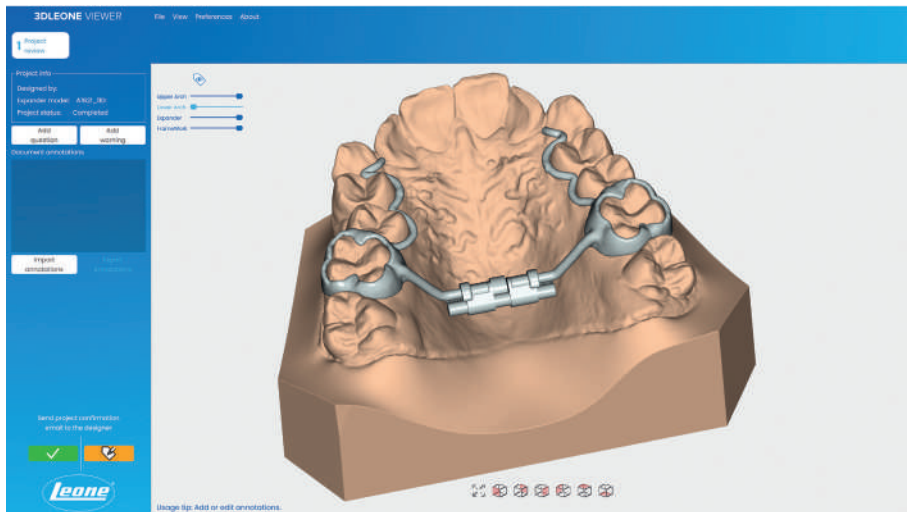 3DLEONE VIEWER
File View Preferences About
1 Project
review
Project info
Designed by:
Expander model:
Project status: Completed
Add
question
Add
warning
Document annotations
Upper Arch
Lower Arch
Expander
FrameWork
Import
annotations
Export
annotations
Send project confirmation
email to the designer
Leone
Usage tip: Add or edit annotations.